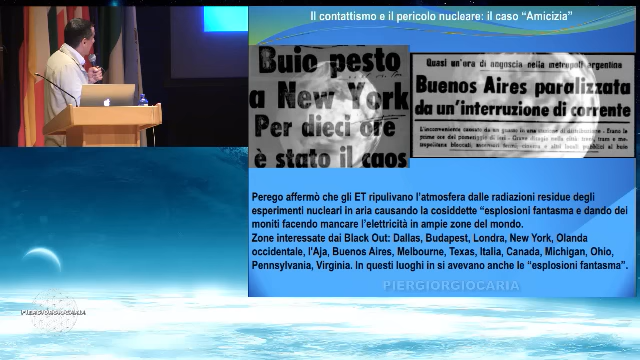 Il contattismo e il pericolo nucleare: il caso “Amicizia”
Buio pesto
a New York
Per dieci ore
è stato il caos
Quasi un'ora di angoscia nella metropoli argentina
Buenos Aires paralizzata
da un'interruzione di corrente
Perego affermò che gli ET ripulivano l’atmosfera dalle radiazioni residue degli
esperimenti nucleari in aria causando la cosiddette “esplosioni fantasma e dando dei
moniti facendo mancare l’elettricità in ampie zone del mondo.
Zone interessate dai Black Out: Dallas, Budapest, Londra, New York, Olanda
occidentale, l’Aja, Buenos Aires, Melbourne, Texas, Italia, Canada, Michigan, Ohio,
Pennsylvania, Virginia. In questi luoghi in si avevano anche le “esplosioni fantasma”.
PIERGIORGIOCARIA
PIERGIORGIOCARIA